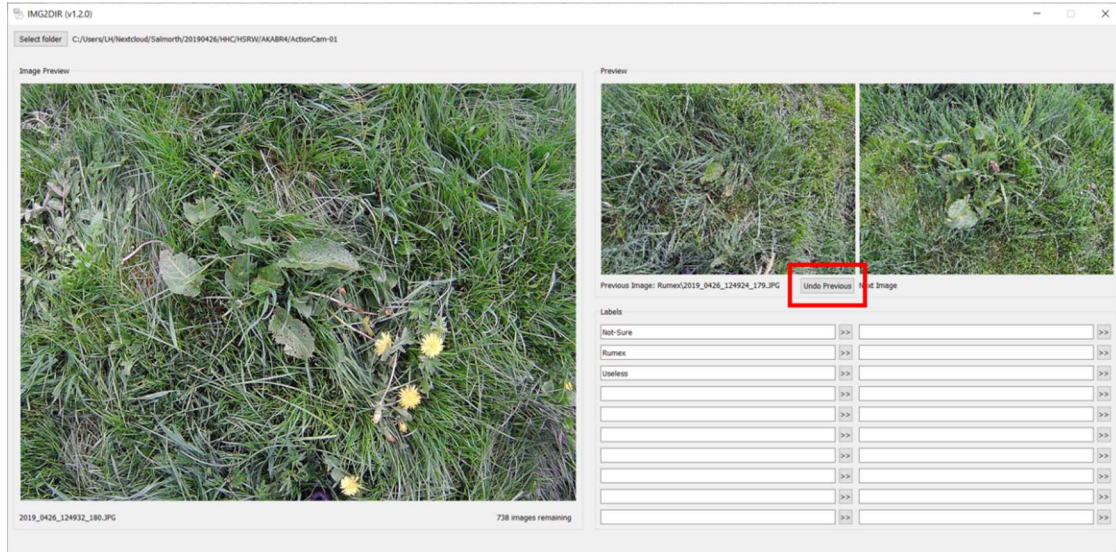 IMG2DIR (v1.2.0)
Select folder C:/Users/LH/Nextcloud/Salmorth/20190426/HHC/HSRW/AKABR4/ActionCam-01
Image Preview
Preview
Previous Image: Rumex\2019_0426_124924_179.JPG Undo Previous Next Image
Labels
Not-Sure >> >>
Rumex >> >>
Useless >> >>
>> >>
>> >>
>> >>
>> >>
>> >>
>> >>
>> >>
2019_0426_124932_180.JPG 738 images remaining